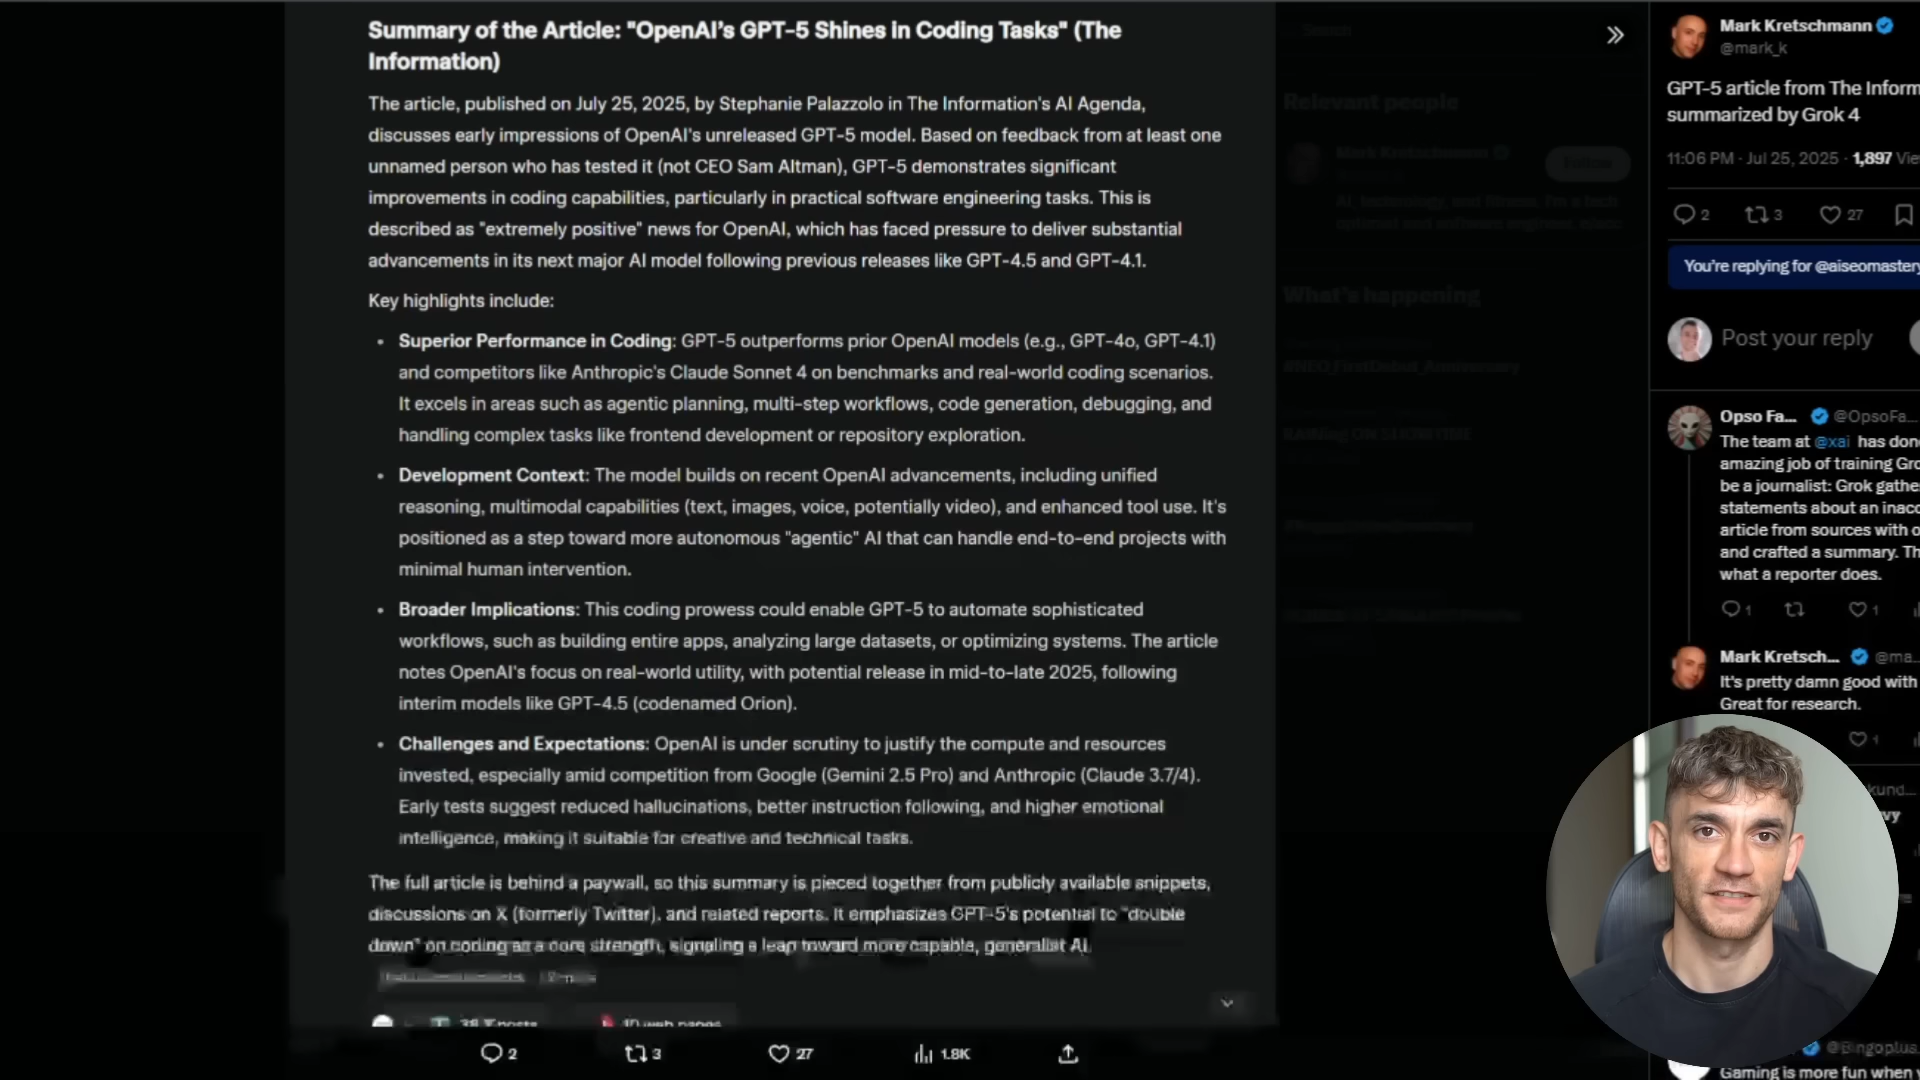 Summary of the Article: "OpenAI's GPT-5 Shines in Coding Tasks" (The
Information)
The article, published on July 25, 2025, by Stephanie Palazzolo in The Information's AI Agenda,
discusses early impressions of OpenAI's unreleased GPT-5 model. Based on feedback from at least one
unnamed person who has tested it (not CEO Sam Altman), GPT-5 demonstrates significant
improvements in coding capabilities, particularly in practical software engineering tasks. This is
described as "extremely positive" news for OpenAI, which has faced pressure to deliver substantial
advancements in its next major AI model following previous releases like GPT-4.5 and GPT-4.1.
Key highlights include:
• Superior Performance in Coding: GPT-5 outperforms prior OpenAI models (e.g., GPT-4o, GPT-4.1)
and competitors like Anthropic's Claude Sonnet 4 on benchmarks and real-world coding scenarios.
It excels in areas such as agentic planning, multi-step workflows, code generation, debugging, and
handling complex tasks like frontend development or repository exploration.
• Development Context: The model builds on recent OpenAI advancements, including unified
reasoning, multimodal capabilities (text, images, voice, potentially video), and enhanced tool use. It's
positioned as a step toward more autonomous "agentic" AI that can handle end-to-end projects with
minimal human intervention.
• Broader Implications: This coding prowess could enable GPT-5 to automate sophisticated
workflows, such as building entire apps, analyzing large datasets, or optimizing systems. The article
notes OpenAI's focus on real-world utility, with potential release in mid-to-late 2025, following
interim models like GPT-4.5 (codenamed Orion).
• Challenges and Expectations: OpenAI is under scrutiny to justify the compute and resources
invested, especially amid competition from Google (Gemini 2.5 Pro) and Anthropic (Claude 3.7/4).
Early tests suggest reduced hallucinations, better instruction following, and higher emotional
intelligence, making it suitable for creative and technical tasks.
The full article is behind a paywall, so this summary is pieced together from publicly available snippets,
discussions on X (formerly Twitter), and related reports. It emphasizes GPT-5's potential to "double
down" on coding as a core strength, signaling a leap toward more capable, generalist AI.
2 3 27 1.8K
Search
Relevant people
Mark Kretschmann
Follow
What's happening
Mark Kretschmann
@mark_k
GPT-5 article from The Inform
summarized by Grok 4
11:06 PM · Jul 25, 2025 · 1,897 Vie
2 3 27
You're replying for @aiseomastery
Post your reply
Opso Fa... @OpsoFa...
The team at @xai has don
amazing job of training Gro
be a journalist: Grok gathe
statements about an inacc
article from sources with o
and crafted a summary. Th
what a reporter does.
1 1
Mark Kretsch... @ma...
It's pretty damn good with
Great for research.
1
@Bingoplus
Gaming is more fun when